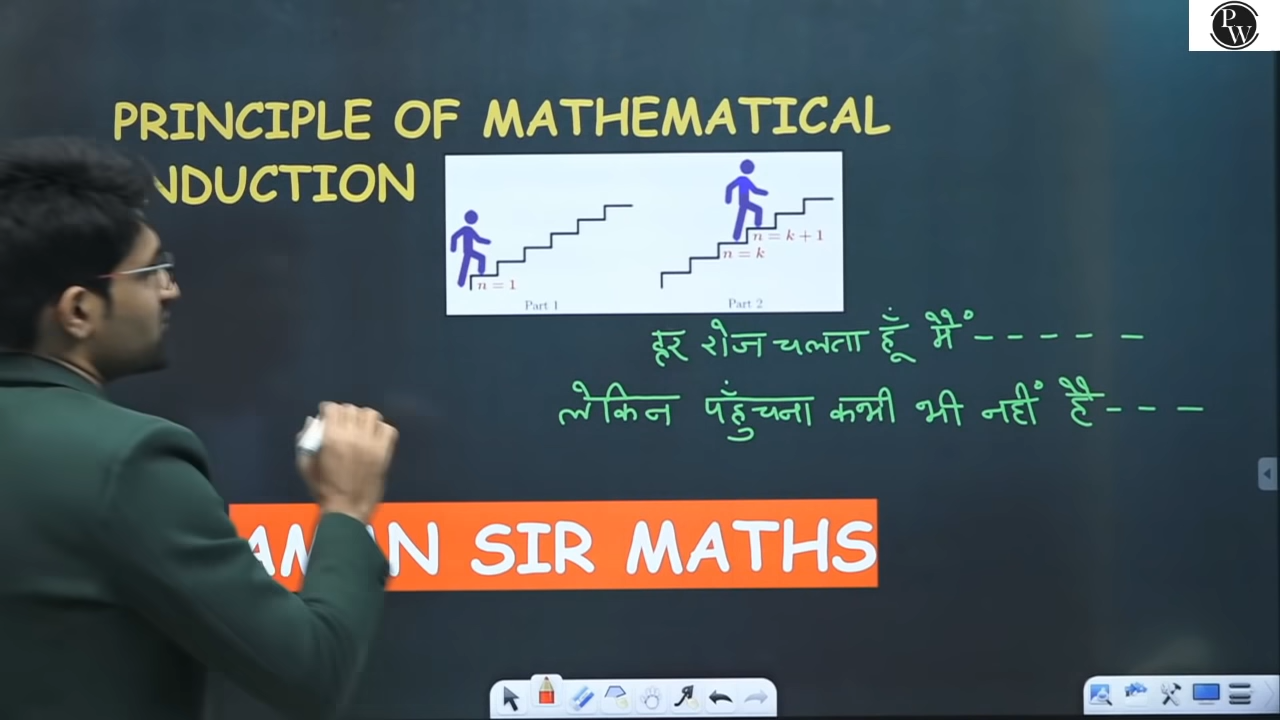 PW
PRINCIPLE OF MATHEMATICAL
NDUCTION
n = 1
Part 1
n = k + 1
n = k
Part 2
हर रोज चलता हूँ मैं-----
लेकिन पहुँचना कभी भी नहीं है---
SIR MATHS